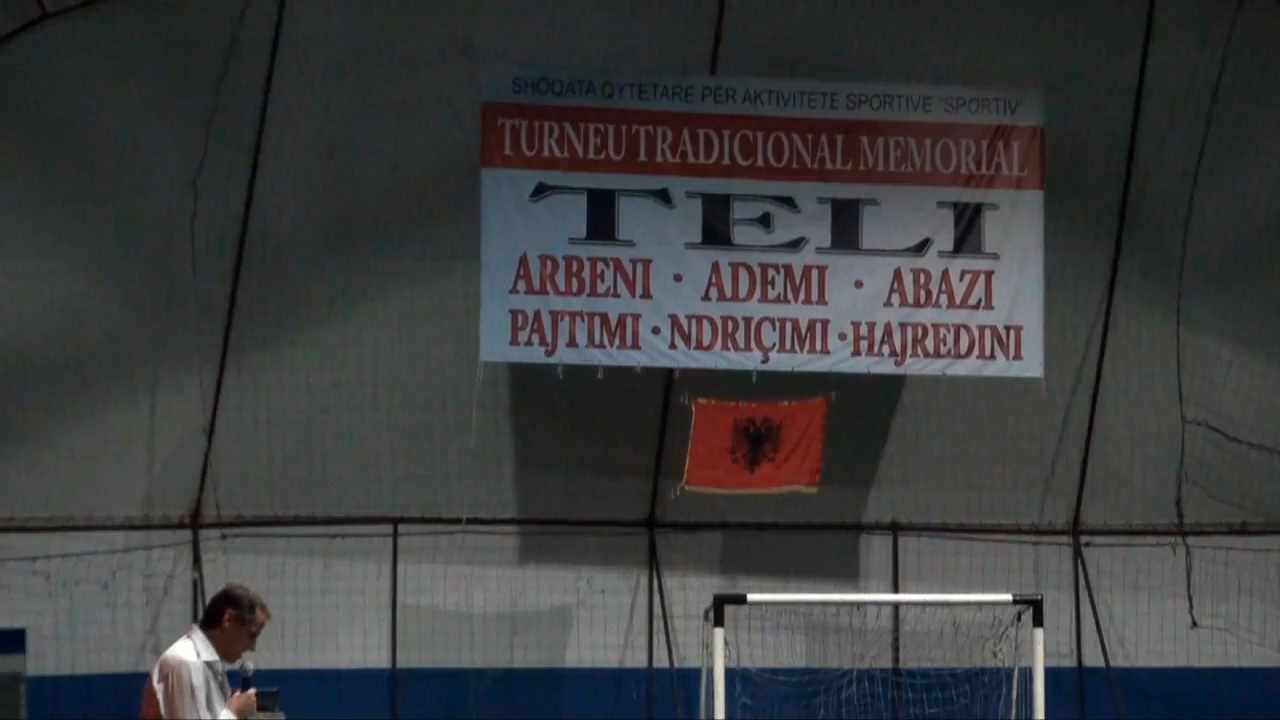 SHOQATA QYTETARE PER AKTIVITETE SPORTIVE "SPORTIV"
TURNEU TRADICIONAL MEMORIAL
TELI
ARBENI • ADEMI • ABAZI
PAJTIMI • NDRIÇIMI • HAJREDINI